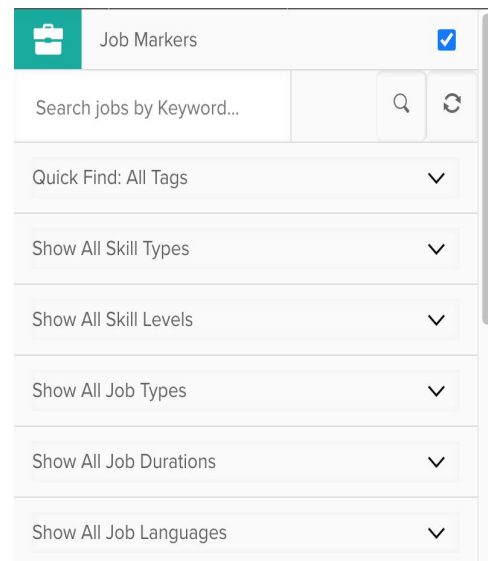 Job Markers
Search jobs by Keyword...
Quick Find: All Tags
Show All Skill Types
Show All Skill Levels
Show All Job Types
Show All Job Durations
Show All Job Languages